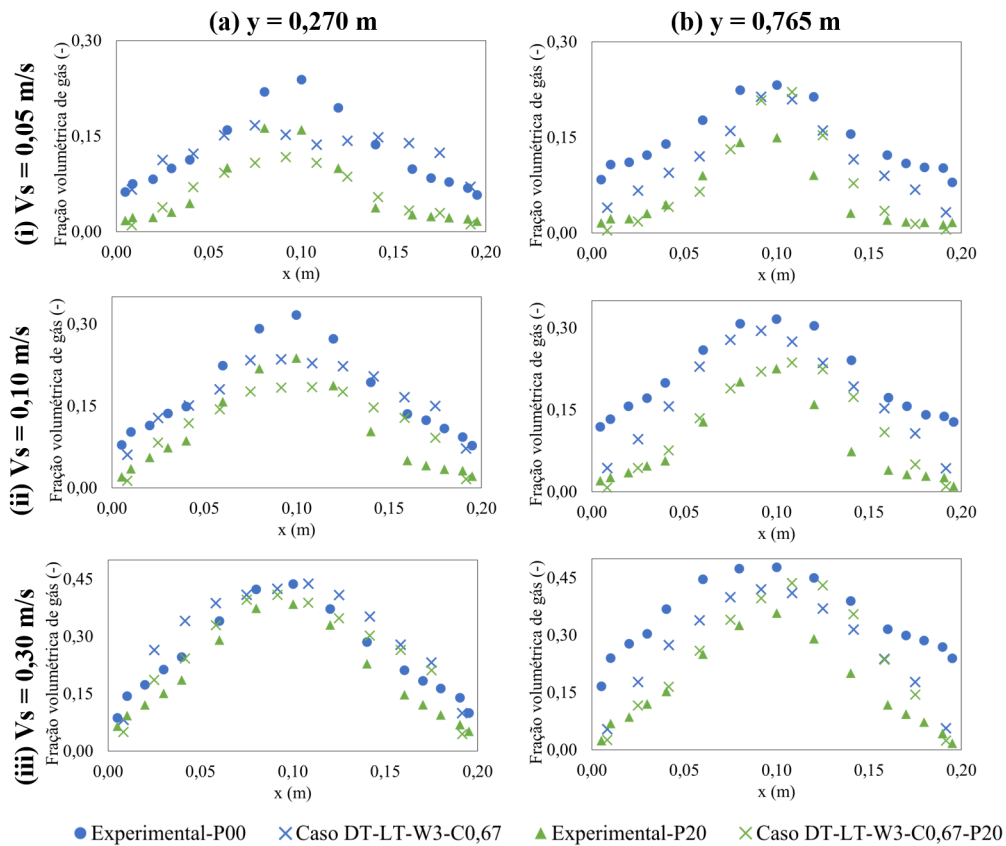 (a) y = 0,270 m
(b) y = 0,765 m
(i) Vs = 0,05 m/s
Fração volumétrica de gás (-)
0,30
0,15
0,00
0,00 0,05 0,10 0,15 0,20
x (m)
Fração volumétrica de gás (-)
0,30
0,15
0,00
0,00 0,05 0,10 0,15 0,20
x (m)
(ii) Vs = 0,10 m/s
Fração volumétrica de gás (-)
0,30
0,15
0,00
0,00 0,05 0,10 0,15 0,20
x (m)
Fração volumétrica de gás (-)
0,30
0,15
0,00
0,00 0,05 0,10 0,15 0,20
x (m)
(iii) Vs = 0,30 m/s
Fração volumétrica de gás (-)
0,45
0,30
0,15
0,00
0,00 0,05 0,10 0,15 0,20
x (m)
Fração volumétrica de gás (-)
0,45
0,30
0,15
0,00
0,00 0,05 0,10 0,15 0,20
x (m)
Experimental-P00 Caso DT-LT-W3-C0,67 Experimental-P20 Caso DT-LT-W3-C0,67-P20